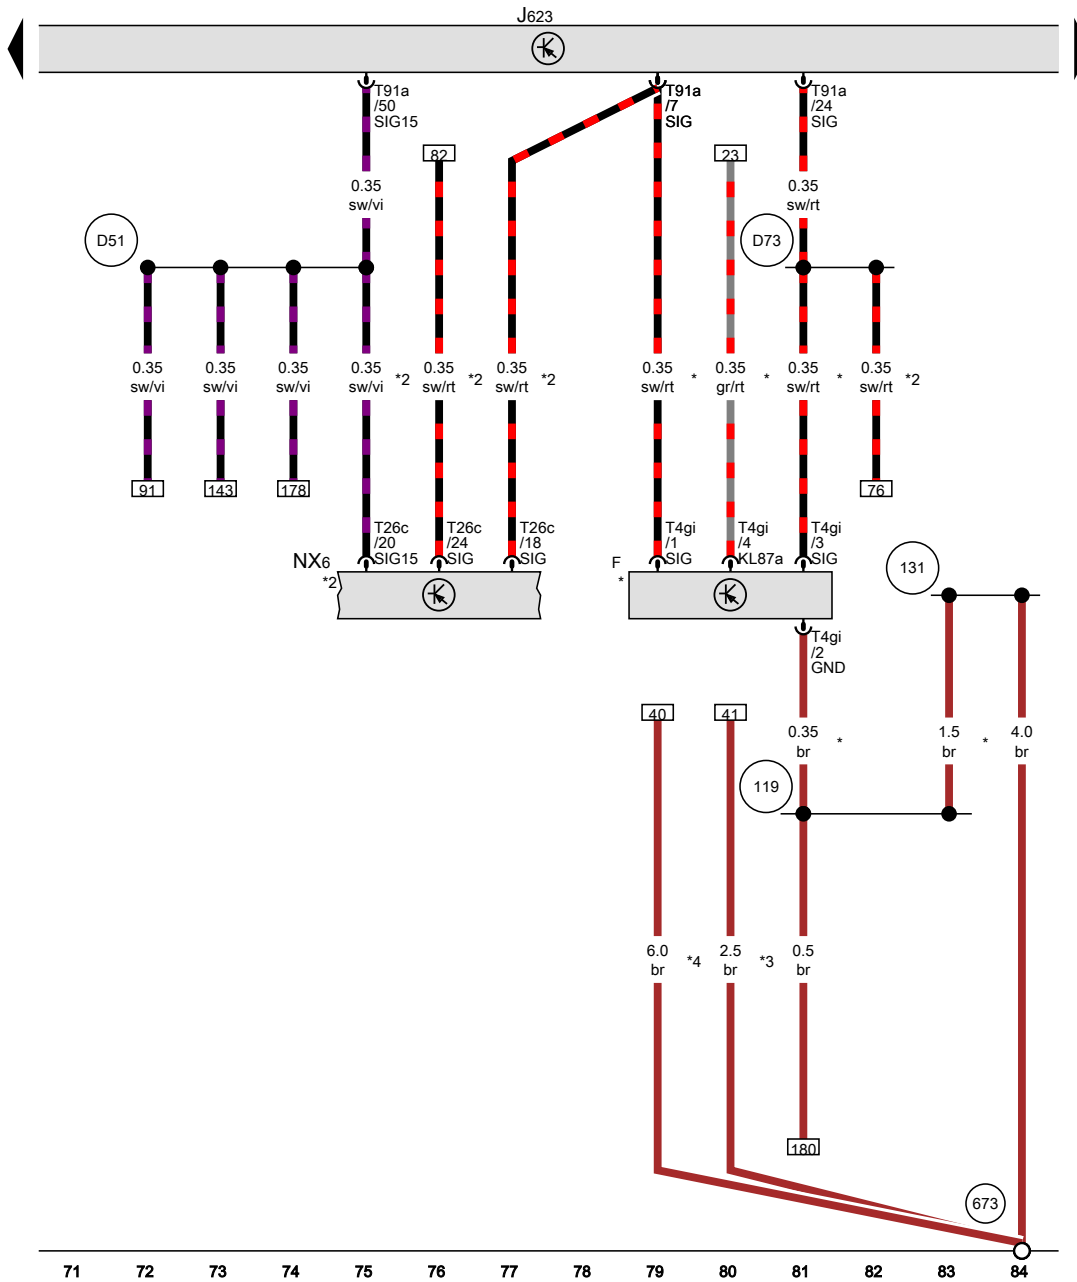 J623
T91a
/50
SIG15
T91a
/7
SIG
T91a
/24
SIG
82
23
0.35
sw/vi
0.35
sw/rt
D51
D73
0.35
sw/vi
0.35
sw/vi
0.35
sw/vi
0.35
sw/vi
*2
0.35
sw/rt
*2
0.35
sw/rt
*2
0.35
sw/rt
*
0.35
gr/rt
*
0.35
sw/rt
*
0.35
sw/rt
*2
91
143
178
76
T26c
/20
SIG15
T26c
/24
SIG
T26c
/18
SIG
T4gi
/1
SIG
T4gi
/4
KL87a
T4gi
/3
SIG
NX6
*2
F
*
131
T4gi
/2
GND
40
41
0.35
br
*
1.5
br
*
4.0
br
119
6.0
br
*4
2.5
br
*3
0.5
br
180
673
71 72 73 74 75 76 77 78 79 80 81 82 83 84